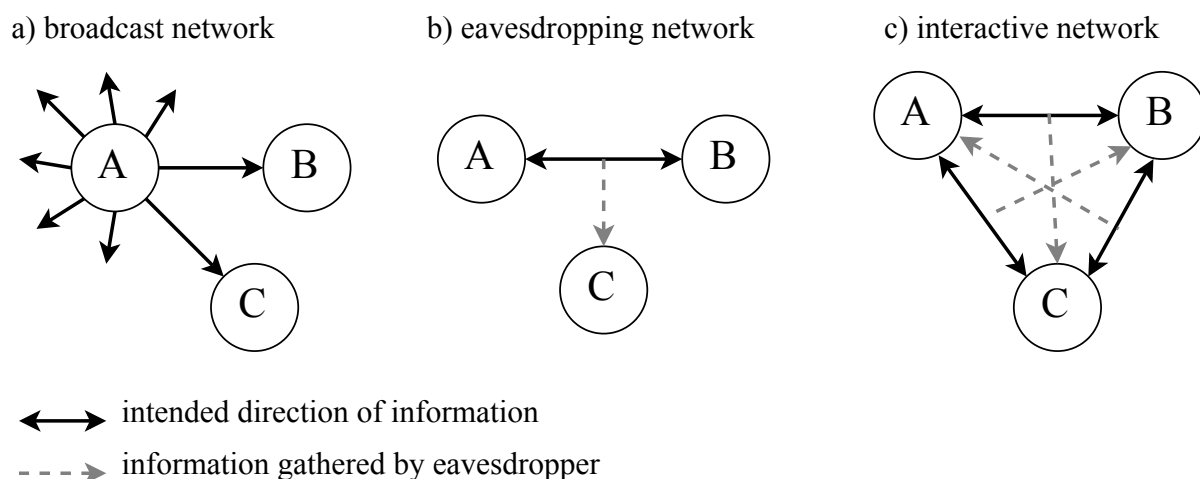 a) broadcast network
b) eavesdropping network
c) interactive network
A
B
C
A
B
C
A
B
C
intended direction of information
information gathered by eavesdropper